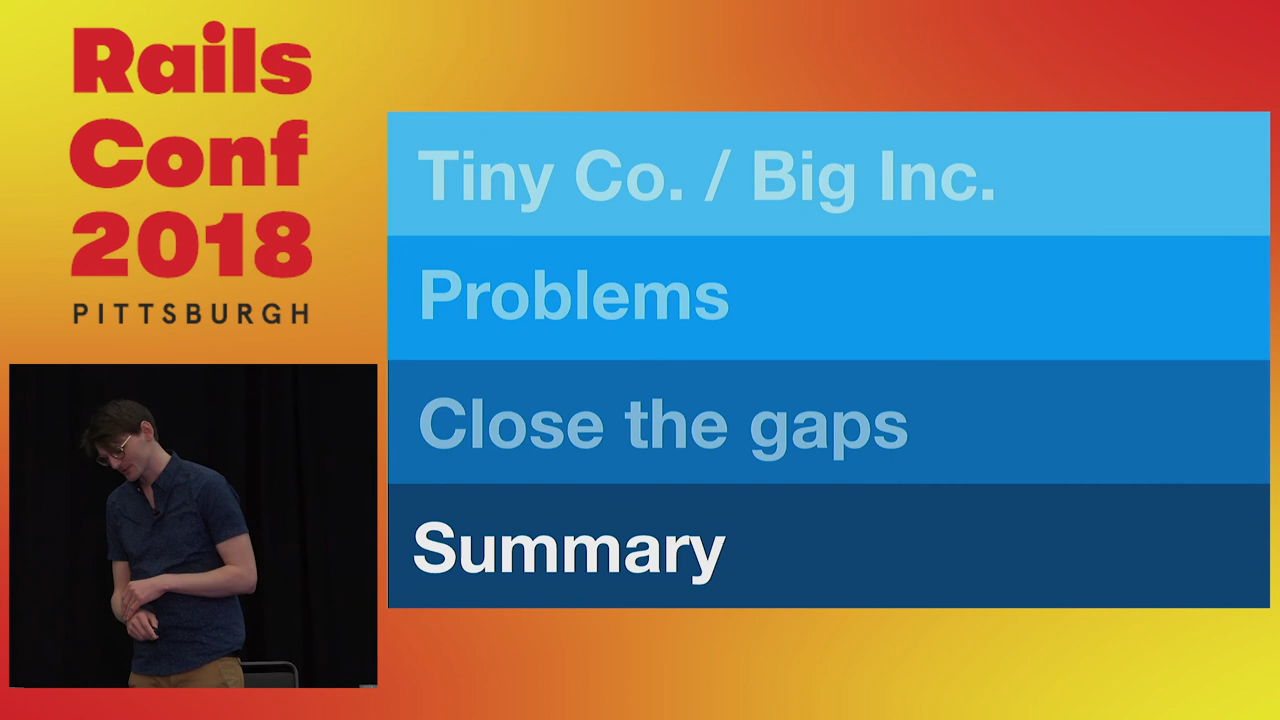 Rails
Conf
2018
PITTSBURGH
Tiny Co. / Big Inc.
Problems
Close the gaps
Summary